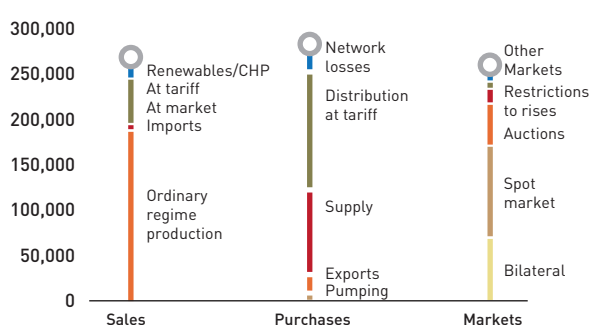 300,000
250,000
200,000
150,000
100,000
50,000
0
Renewables/CHP
At tariff
At market
Imports
Ordinary
regime
production
Network
losses
Distribution
at tariff
Supply
Exports
Pumping
Other
Markets
Restrictions
to rises
Auctions
Spot
market
Bilateral
Sales
Purchases
Markets